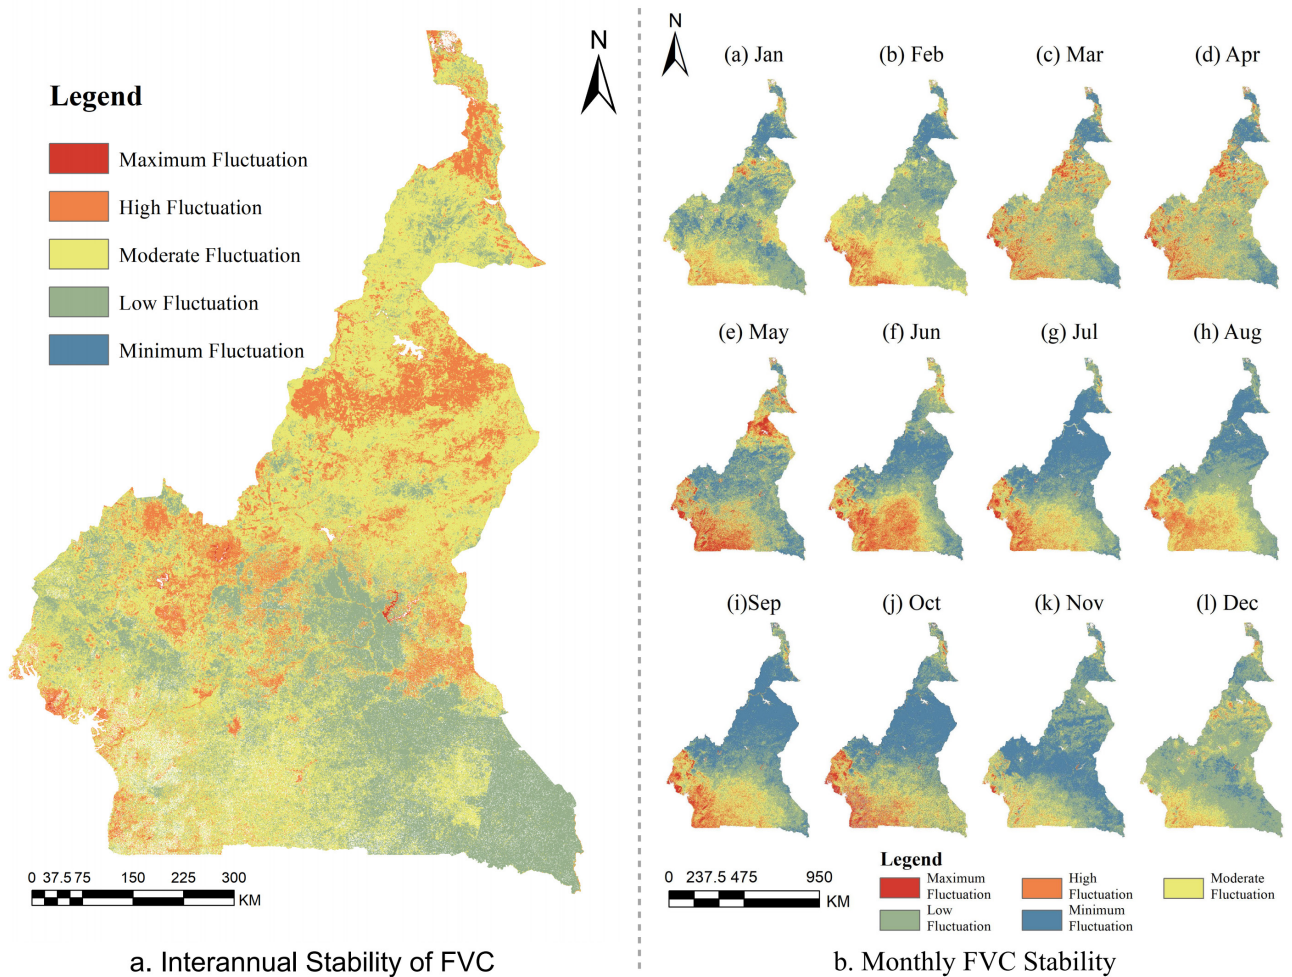 N
Legend
Maximum Fluctuation
High Fluctuation
Moderate Fluctuation
Low Fluctuation
Minimum Fluctuation
0 37.5 75 150 225 300
KM
a. Interannual Stability of FVC
N
(a) Jan
(b) Feb
(c) Mar
(d) Apr
(e) May
(f) Jun
(g) Jul
(h) Aug
(i)Sep
(j) Oct
(k) Nov
(l) Dec
0 237.5 475 950
KM
Legend
Maximum
Fluctuation
High
Fluctuation
Moderate
Fluctuation
Low
Fluctuation
Minimum
Fluctuation
b. Monthly FVC Stability